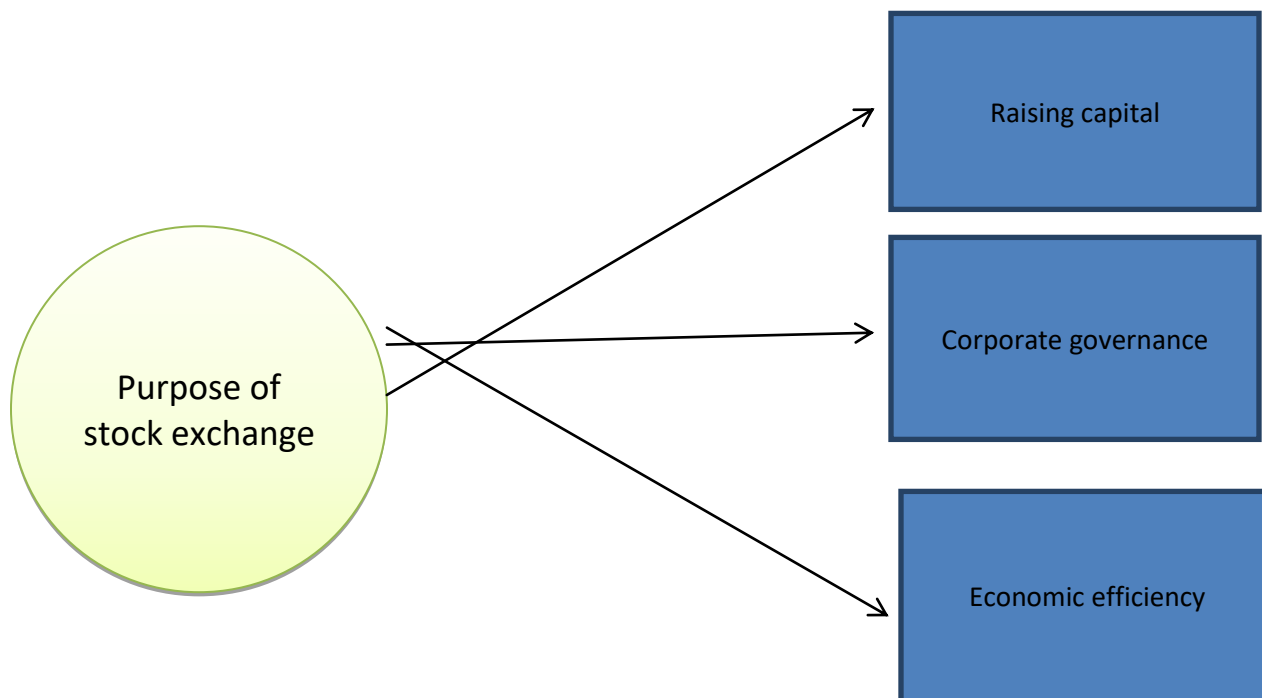 Raising capital
Corporate governance
Purpose of
stock exchange
Economic efficiency